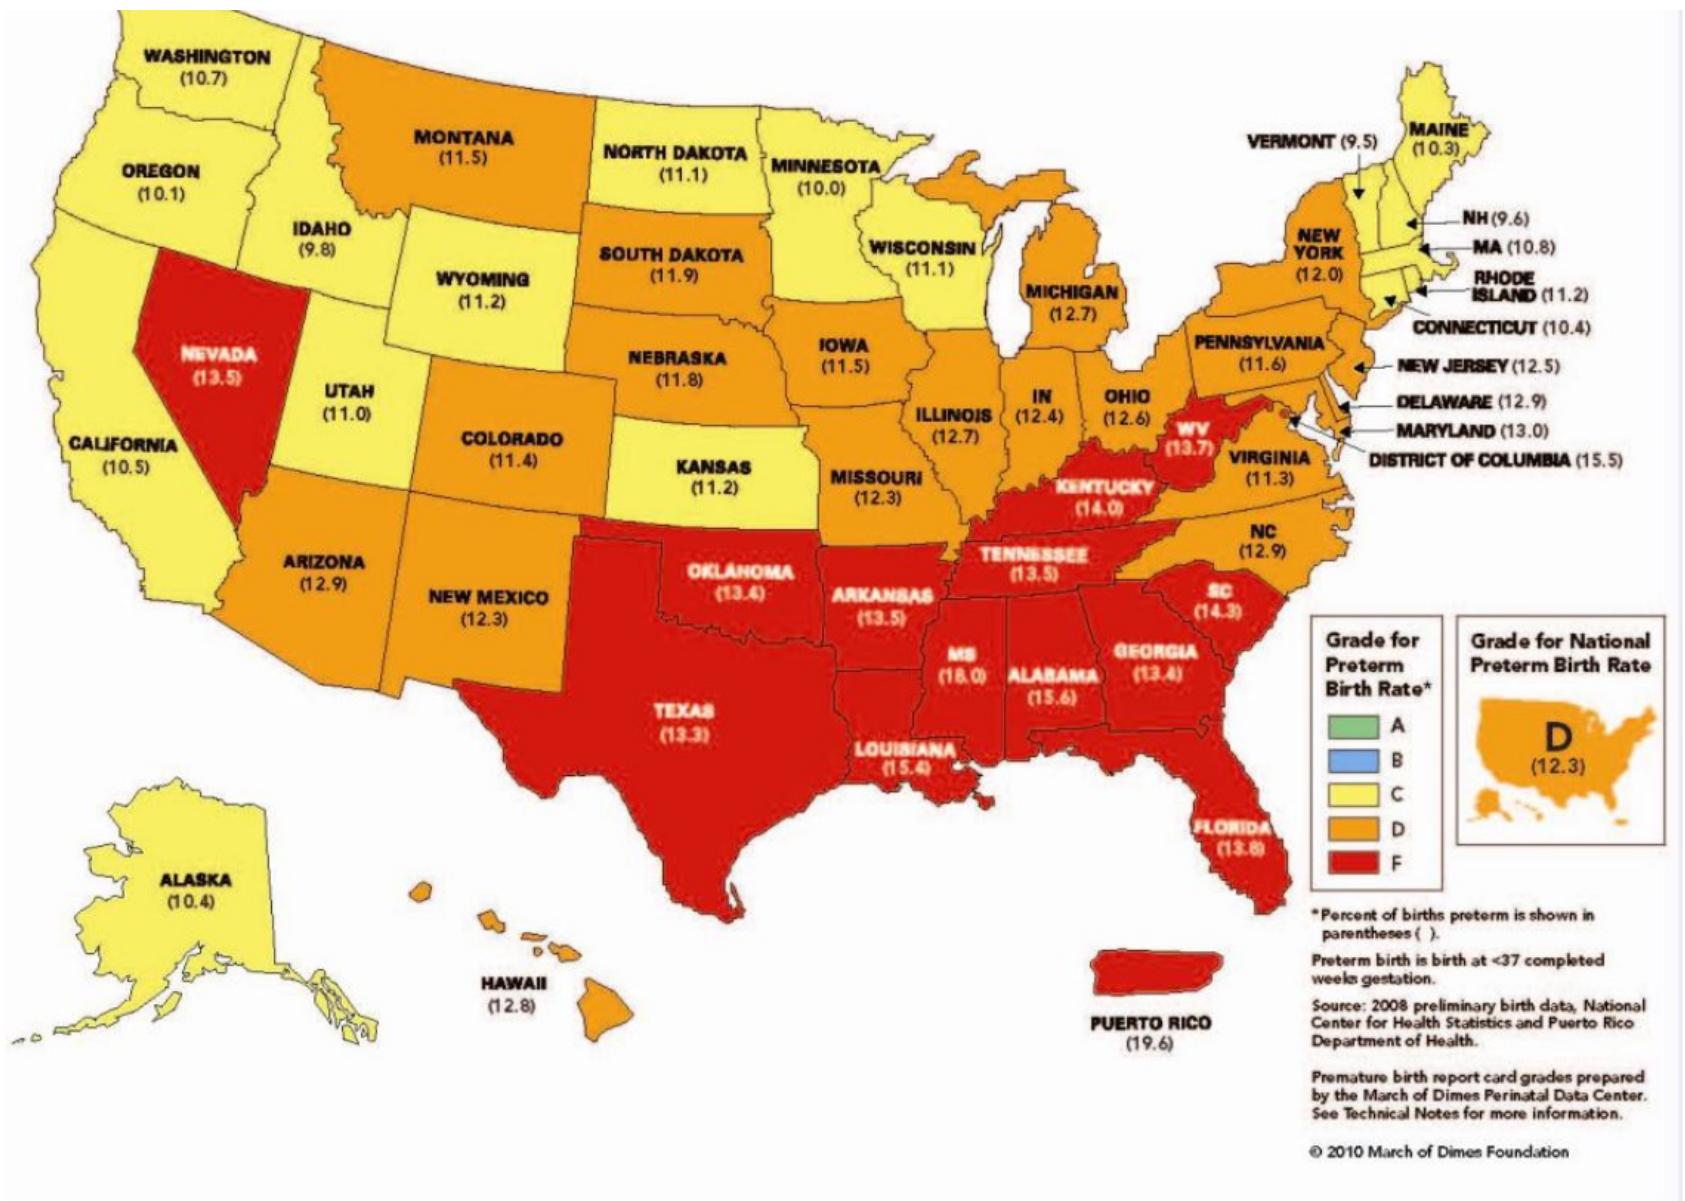 WASHINGTON
(10.7)
OREGON
(10.1)
CALIFORNIA
(10.5)
IDAHO
(9.8)
NEVADA
(13.5)
MONTANA
(11.5)
WYOMING
(11.2)
UTAH
(11.0)
ARIZONA
(12.9)
COLORADO
(11.4)
NEW MEXICO
(12.3)
NORTH DAKOTA
(11.1)
SOUTH DAKOTA
(11.9)
NEBRASKA
(11.8)
KANSAS
(11.2)
OKLAHOMA
(13.4)
TEXAS
(13.3)
MINNESOTA
(10.0)
IOWA
(11.5)
MISSOURI
(12.3)
ARKANSAS
(13.5)
LOUISIANA
(15.4)
WISCONSIN
(11.1)
ILLINOIS
(12.7)
MICHIGAN
(12.7)
IN
(12.4)
OHIO
(12.6)
KENTUCKY
(14.0)
TENNESSEE
(13.5)
MS
(18.0)
ALABAMA
(15.6)
GEORGIA
(13.4)
FLORIDA
(13.8)
SC
(14.3)
NC
(12.9)
VIRGINIA
(11.3)
WV
(13.7)
PENNSYLVANIA
(11.6)
NEW
YORK
(12.0)
VERMONT (9.5)
MAINE
(10.3)
NH (9.6)
MA (10.8)
RHODE
ISLAND (11.2)
CONNECTICUT (10.4)
NEW JERSEY (12.5)
DELAWARE (12.9)
MARYLAND (13.0)
DISTRICT OF COLUMBIA (15.5)
ALASKA
(10.4)
HAWAII
(12.8)
PUERTO RICO
(19.6)
Grade for
Preterm
Birth Rate*
A
B
C
D
F
Grade for National
Preterm Birth Rate
D
(12.3)
*Percent of births preterm is shown in
parentheses ( ).
Preterm birth is birth at <37 completed
weeks gestation.
Source: 2008 preliminary birth data, National
Center for Health Statistics and Puerto Rico
Department of Health.
Premature birth report card grades prepared
by the March of Dimes Perinatal Data Center.
See Technical Notes for more information.
© 2010 March of Dimes Foundation